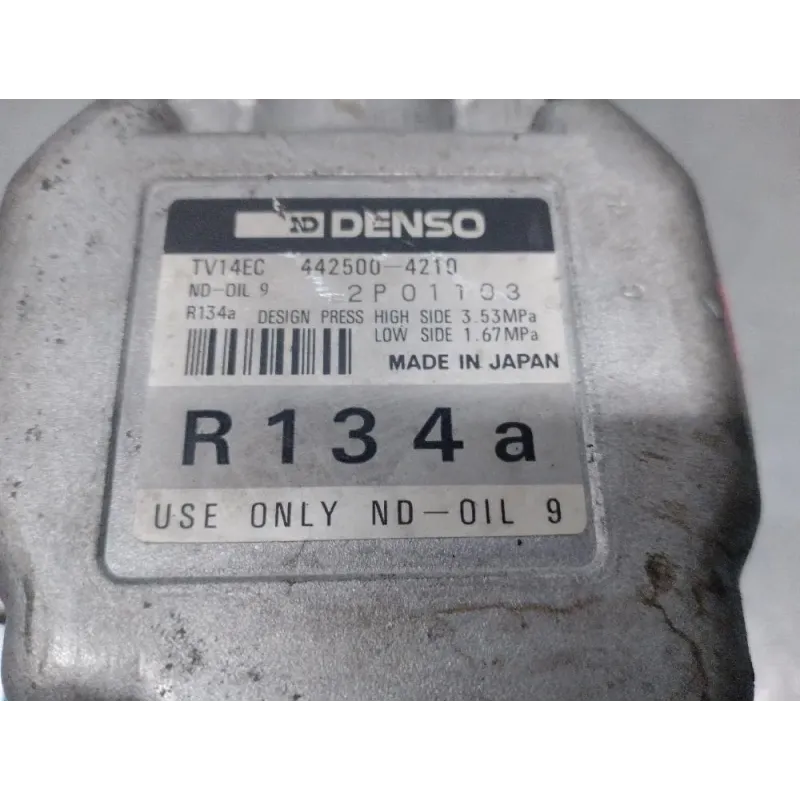 ND DENSO
TV14EC 442500-4210
ND-OIL 9 2P01103
R134a DESIGN PRESS HIGH SIDE 3.53MPa
LOW SIDE 1.67MPa
MADE IN JAPAN
R134a
USE ONLY ND-OIL 9